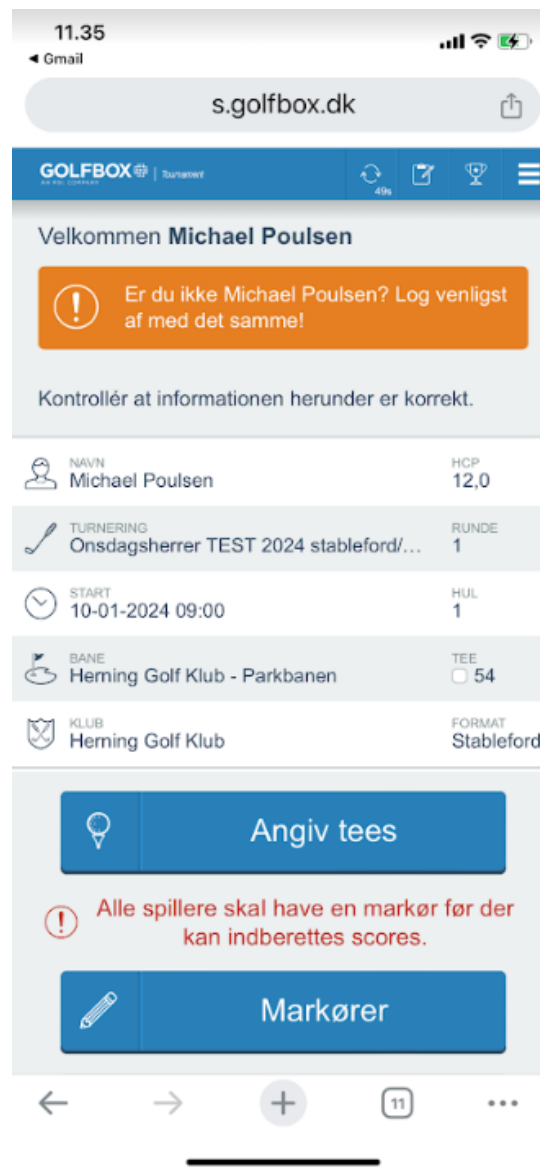 11.35
◀ Gmail
s.golfbox.dk
GOLFBOX | Tournament
AN FGI COMPANY
49s
Velkommen Michael Poulsen
Er du ikke Michael Poulsen? Log venligst
af med det samme!
Kontrollér at informationen herunder er korrekt.
NAVN HCP
Michael Poulsen 12,0
TURNERING RUNDE
Onsdagsherrer TEST 2024 stableford/... 1
START HUL
10-01-2024 09:00 1
BANE TEE
Herning Golf Klub - Parkbanen 54
KLUB FORMAT
Herning Golf Klub Stableford
Angiv tees
Alle spillere skal have en markør før der
kan indberettes scores.
Markører
11